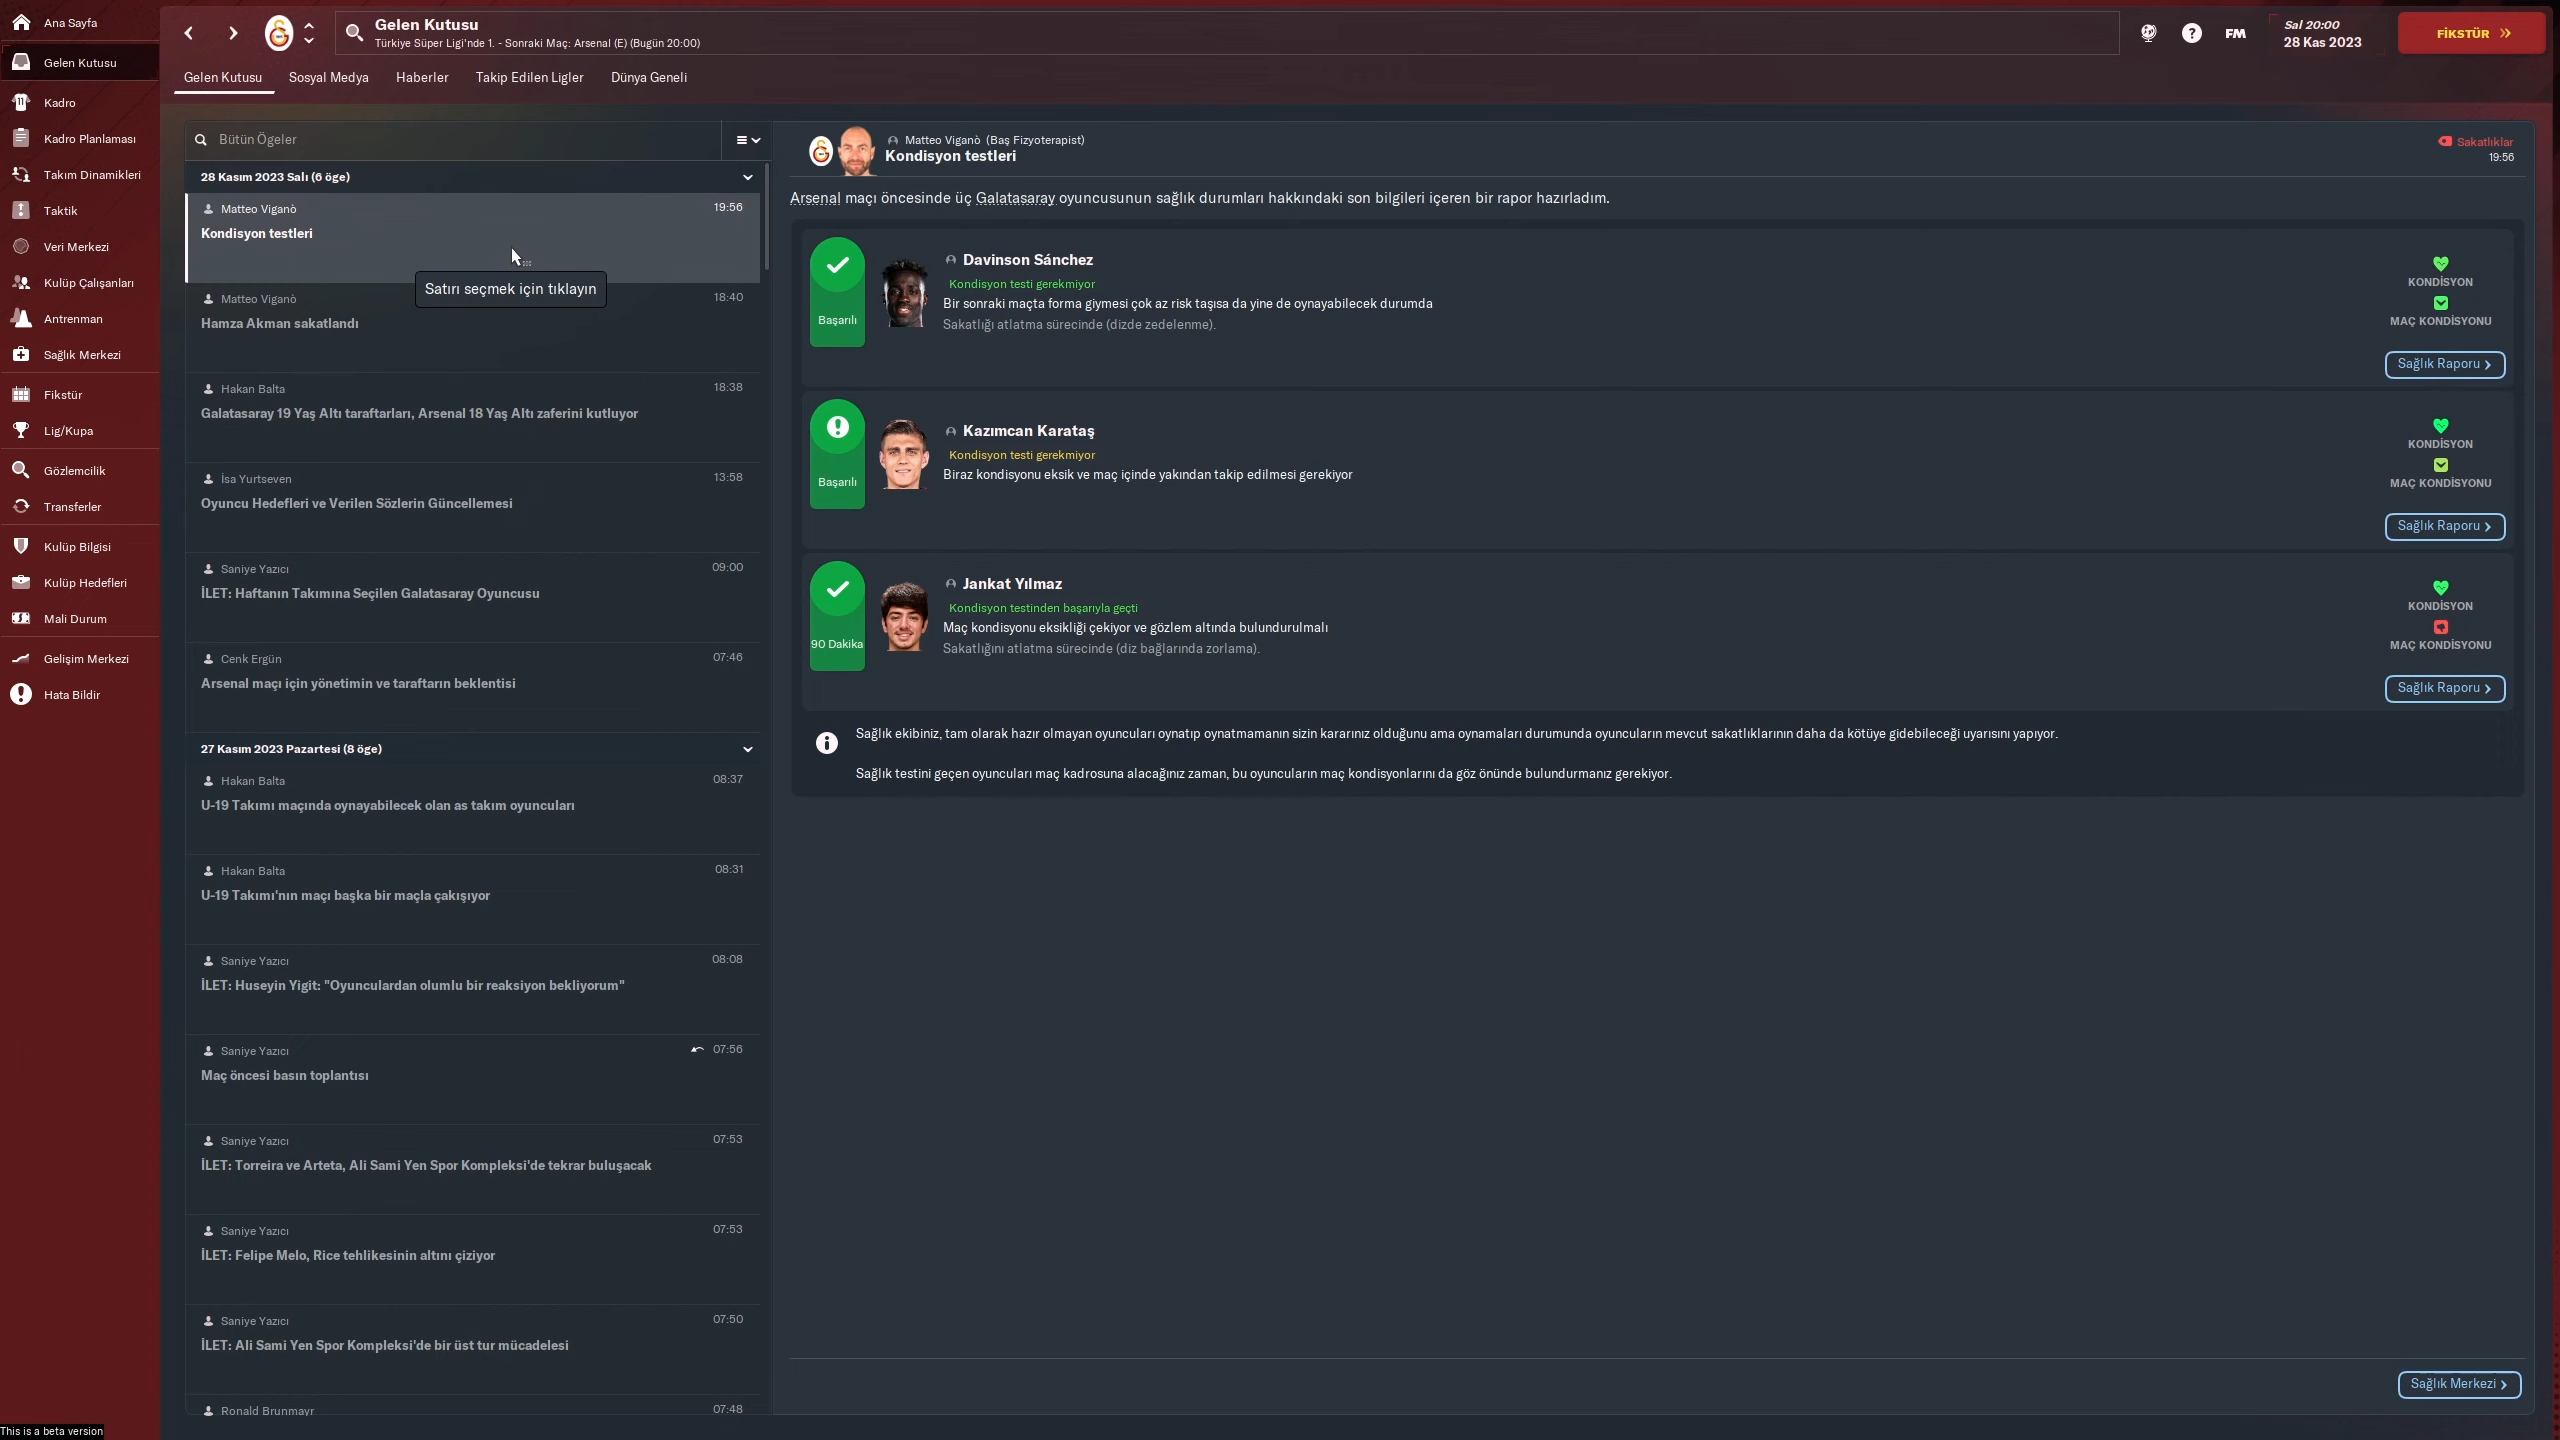 Ana Sayfa
Gelen Kutusu
Kadro
Kadro Planlaması
Takım Dinamikleri
Taktik
Veri Merkezi
Kulüp Çalışanları
Antrenman
Sağlık Merkezi
Fikstür
Lig/Kupa
Gözlemcilik
Transferler
Kulüp Bilgisi
Kulüp Hedefleri
Mali Durum
Gelişim Merkezi
Hata Bildir
This is a beta version
Gelen Kutusu
Türkiye Süper Ligi'nde 1. - Sonraki Maç: Arsenal (E) (Bugün 20:00)
FM
Sal 20:00
28 Kas 2023
FİKSTÜR
Gelen Kutusu Sosyal Medya Haberler Takip Edilen Ligler Dünya Geneli
Bütün Ögeler
28 Kasım 2023 Salı (6 öge)
Matteo Viganò 19:56
Kondisyon testleri
Satırı seçmek için tıklayın
Matteo Viganò 18:40
Hamza Akman sakatlandı
Hakan Balta 18:38
Galatasaray 19 Yaş Altı taraftarları, Arsenal 18 Yaş Altı zaferini kutluyor
İsa Yurtseven 13:58
Oyuncu Hedefleri ve Verilen Sözlerin Güncellemesi
Saniye Yazıcı 09:00
İLET: Haftanın Takımına Seçilen Galatasaray Oyuncusu
Cenk Ergün 07:46
Arsenal maçı için yönetimin ve taraftarın beklentisi
27 Kasım 2023 Pazartesi (8 öge)
Hakan Balta 08:37
U-19 Takımı maçında oynayabilecek olan as takım oyuncuları
Hakan Balta 08:31
U-19 Takımı'nın maçı başka bir maçla çakışıyor
Saniye Yazıcı 08:08
İLET: Huseyin Yigit: "Oyunculardan olumlu bir reaksiyon bekliyorum"
Saniye Yazıcı 07:56
Maç öncesi basın toplantısı
Saniye Yazıcı 07:53
İLET: Torreira ve Arteta, Ali Sami Yen Spor Kompleksi'de tekrar buluşacak
Saniye Yazıcı 07:53
İLET: Felipe Melo, Rice tehlikesinin altını çiziyor
Saniye Yazıcı 07:50
İLET: Ali Sami Yen Spor Kompleksi'de bir üst tur mücadelesi
Ronald Brunmayr 07:48
Matteo Viganò (Baş Fizyoterapist)
Kondisyon testleri
Sakatlıklar
19:56
Arsenal maçı öncesinde üç Galatasaray oyuncusunun sağlık durumları hakkındaki son bilgileri içeren bir rapor hazırladım.
Başarılı
Davinson Sánchez
Kondisyon testi gerekmiyor
Bir sonraki maçta forma giymesi çok az risk taşısa da yine de oynayabilecek durumda
Sakatlığı atlatma sürecinde (dizde zedelenme).
KONDİSYON
MAÇ KONDİSYONU
Sağlık Raporu
Başarılı
Kazımcan Karataş
Kondisyon testi gerekmiyor
Biraz kondisyonu eksik ve maç içinde yakından takip edilmesi gerekiyor
KONDİSYON
MAÇ KONDİSYONU
Sağlık Raporu
90 Dakika
Jankat Yılmaz
Kondisyon testinden başarıyla geçti
Maç kondisyonu eksikliği çekiyor ve gözlem altında bulundurulmalı
Sakatlığını atlatma sürecinde (diz bağlarında zorlama).
KONDİSYON
MAÇ KONDİSYONU
Sağlık Raporu
Sağlık ekibiniz, tam olarak hazır olmayan oyuncuları oynatıp oynatmamanın sizin kararınız olduğunu ama oynamaları durumunda oyuncuların mevcut sakatlıklarının daha da kötüye gidebileceği uyarısını yapıyor.
Sağlık testini geçen oyuncuları maç kadrosuna alacağınız zaman, bu oyuncuların maç kondisyonlarını da göz önünde bulundurmanız gerekiyor.
Sağlık Merkezi